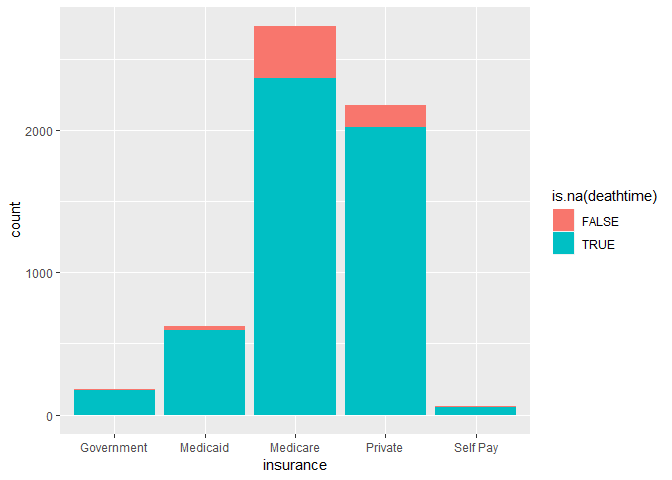 2000
1000
0
count
Government Medicaid Medicare Private Self Pay
insurance
is.na(deathtime)
FALSE
TRUE